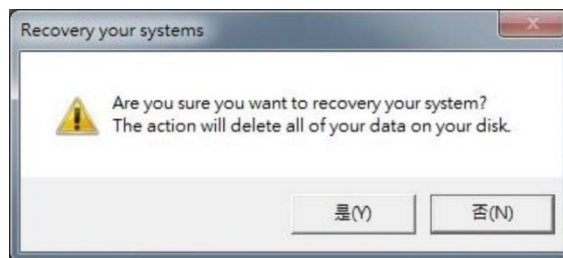 Recovery your systems
Are you sure you want to recovery your system?
The action will delete all of your data on your disk.
是(Y)
否(N)